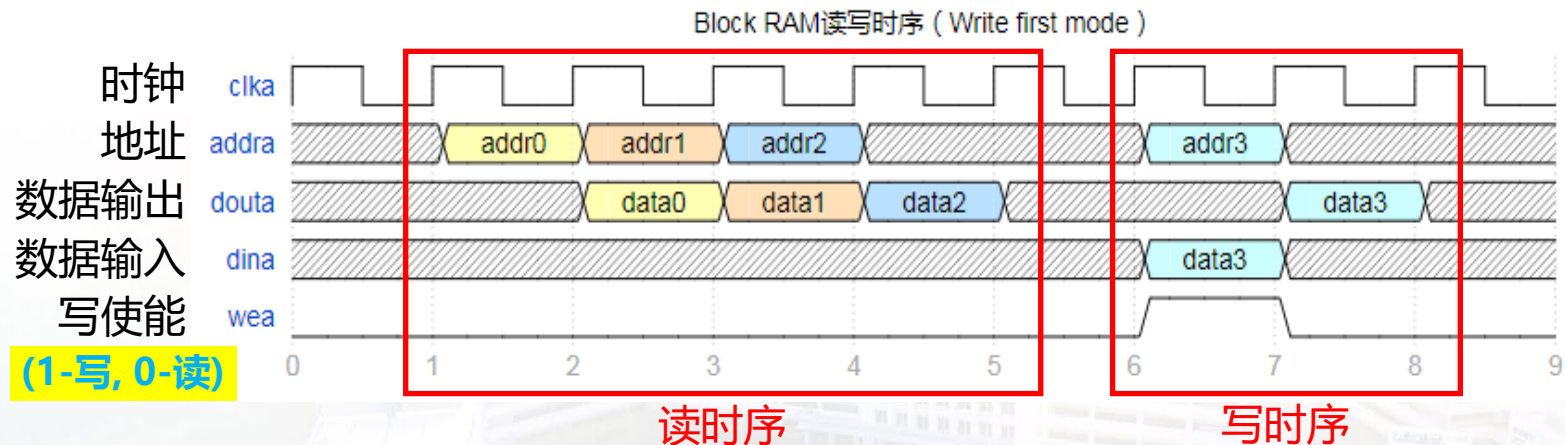 Block RAM读写时序（Write first mode）
时钟 clka
地址 addra addr0 addr1 addr2 addr3
数据输出 douta data0 data1 data2 data3
数据输入 dina data3
写使能 wea
(1-写, 0-读) 0 1 2 3 4 5 6 7 8 9
读时序 写时序